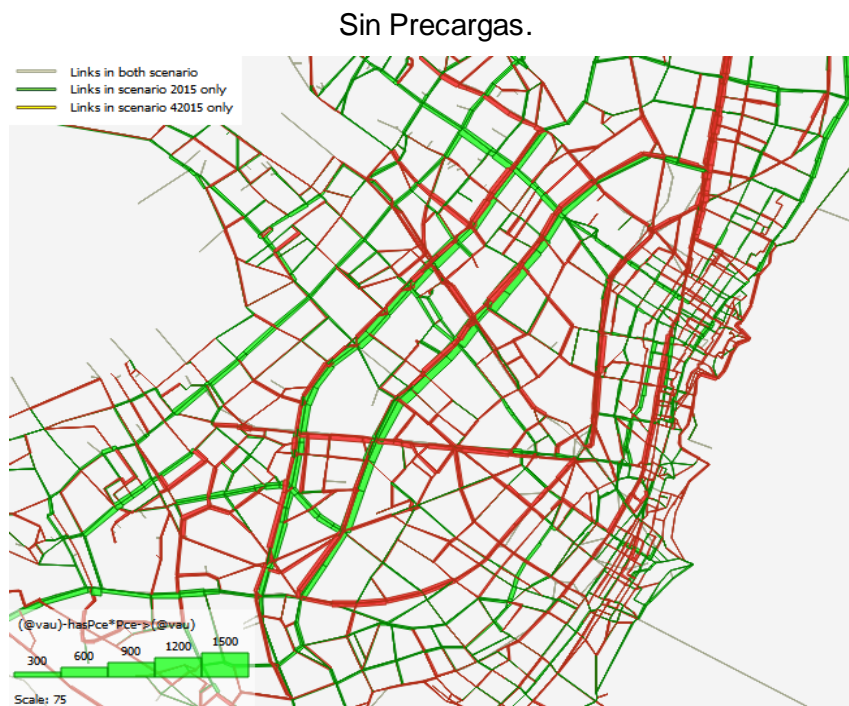 Sin Precargas.
Links in both scenario
Links in scenario 2015 only
Links in scenario 42015 only
(@vau)-hasPce*Pce->(@vau)
300 600 900 1200 1500
Scale: 75